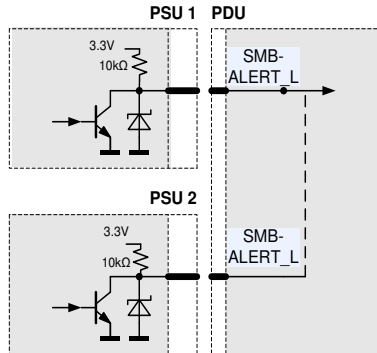 PSU 1 PDU
3.3V
10kΩ
SMB-
ALERT_L
PSU 2
3.3V
10kΩ
SMB-
ALERT_L